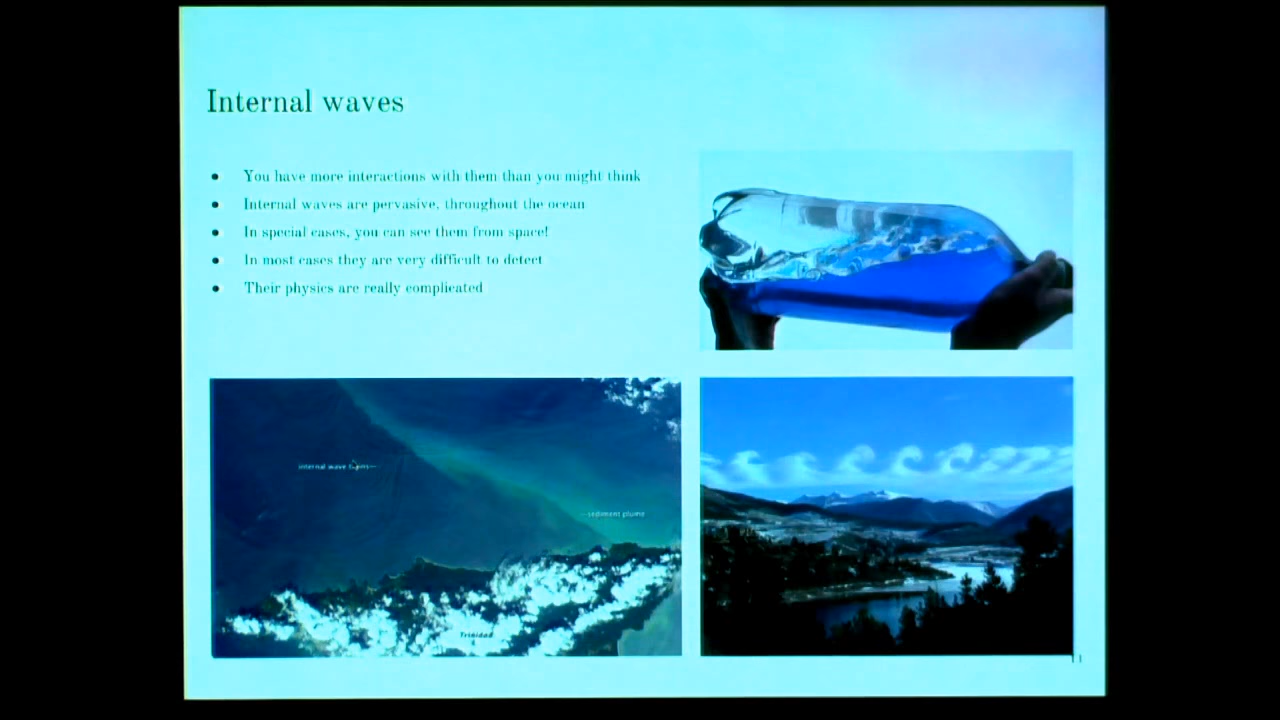 Internal waves
● You have more interactions with them than you might think
● Internal waves are pervasive, throughout the ocean
● In special cases, you can see them from space!
● In most cases they are very difficult to detect
● Their physics are really complicated
internal wave trains
sediment plume
Trinidad
11